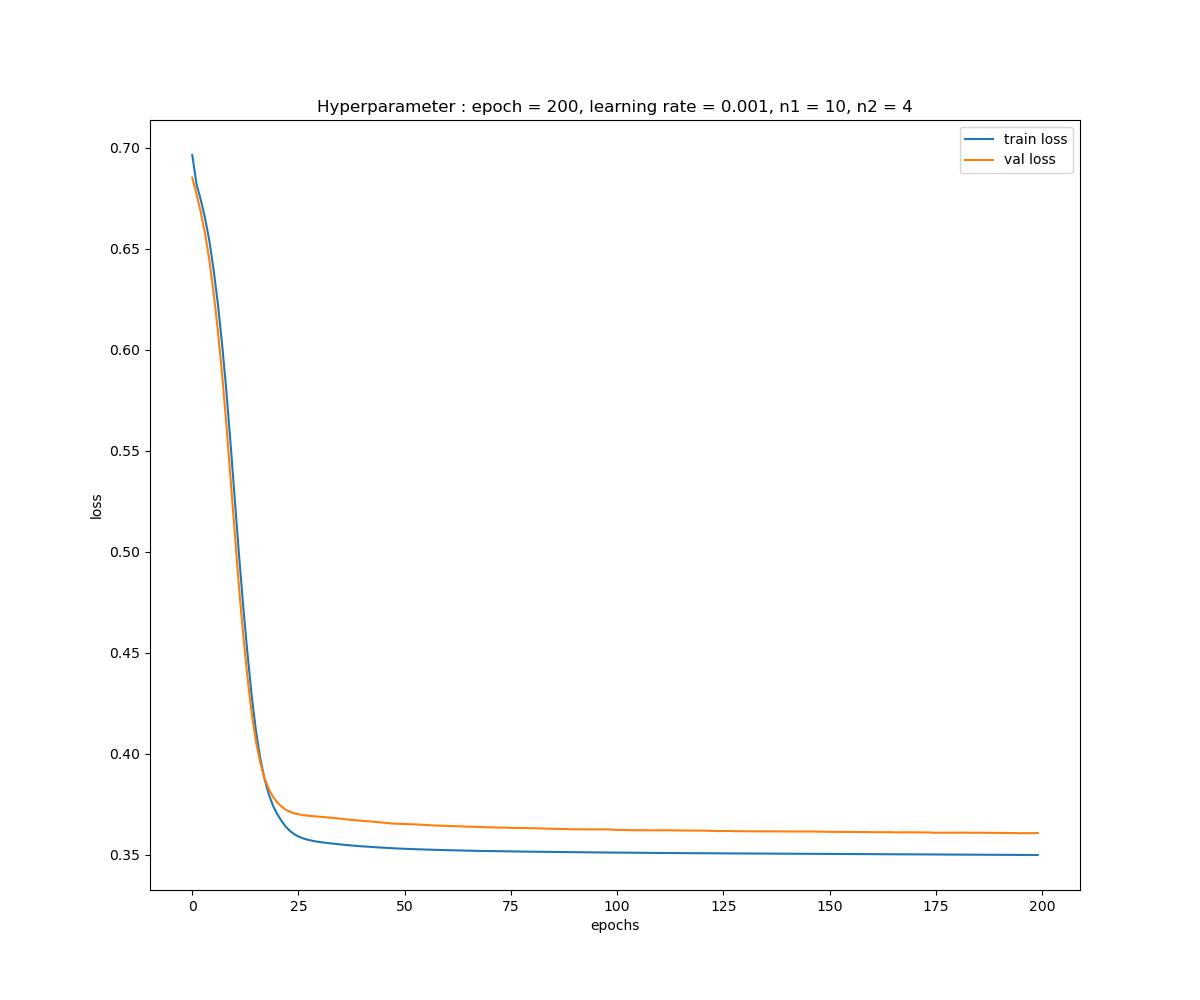 Hyperparameter : epoch = 200, learning rate = 0.001, n1 = 10, n2 = 4
train loss
val loss
0.70
0.65
0.60
0.55
0.50
0.45
0.40
0.35
loss
0 25 50 75 100 125 150 175 200
epochs